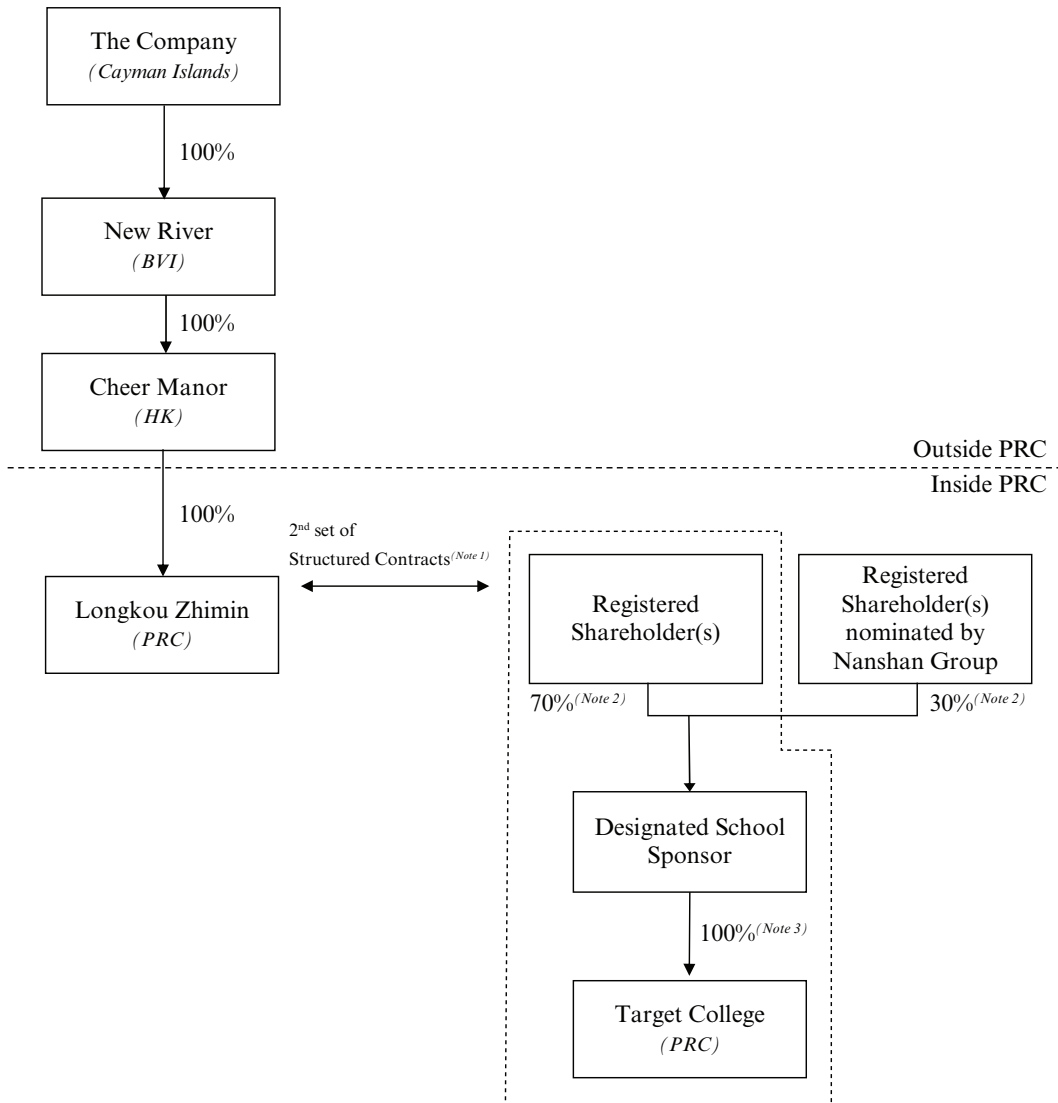 The Company
(Cayman Islands)
100%
New River
(BVI)
100%
Cheer Manor
(HK)
Outside PRC
Inside PRC
100%
2nd set of
Structured Contracts(Note 1)
Longkou Zhimin
(PRC)
Registered
Shareholder(s)
Registered
Shareholder(s)
nominated by
Nanshan Group
70%(Note 2)
30%(Note 2)
Designated School
Sponsor
100%(Note 3)
Target College
(PRC)